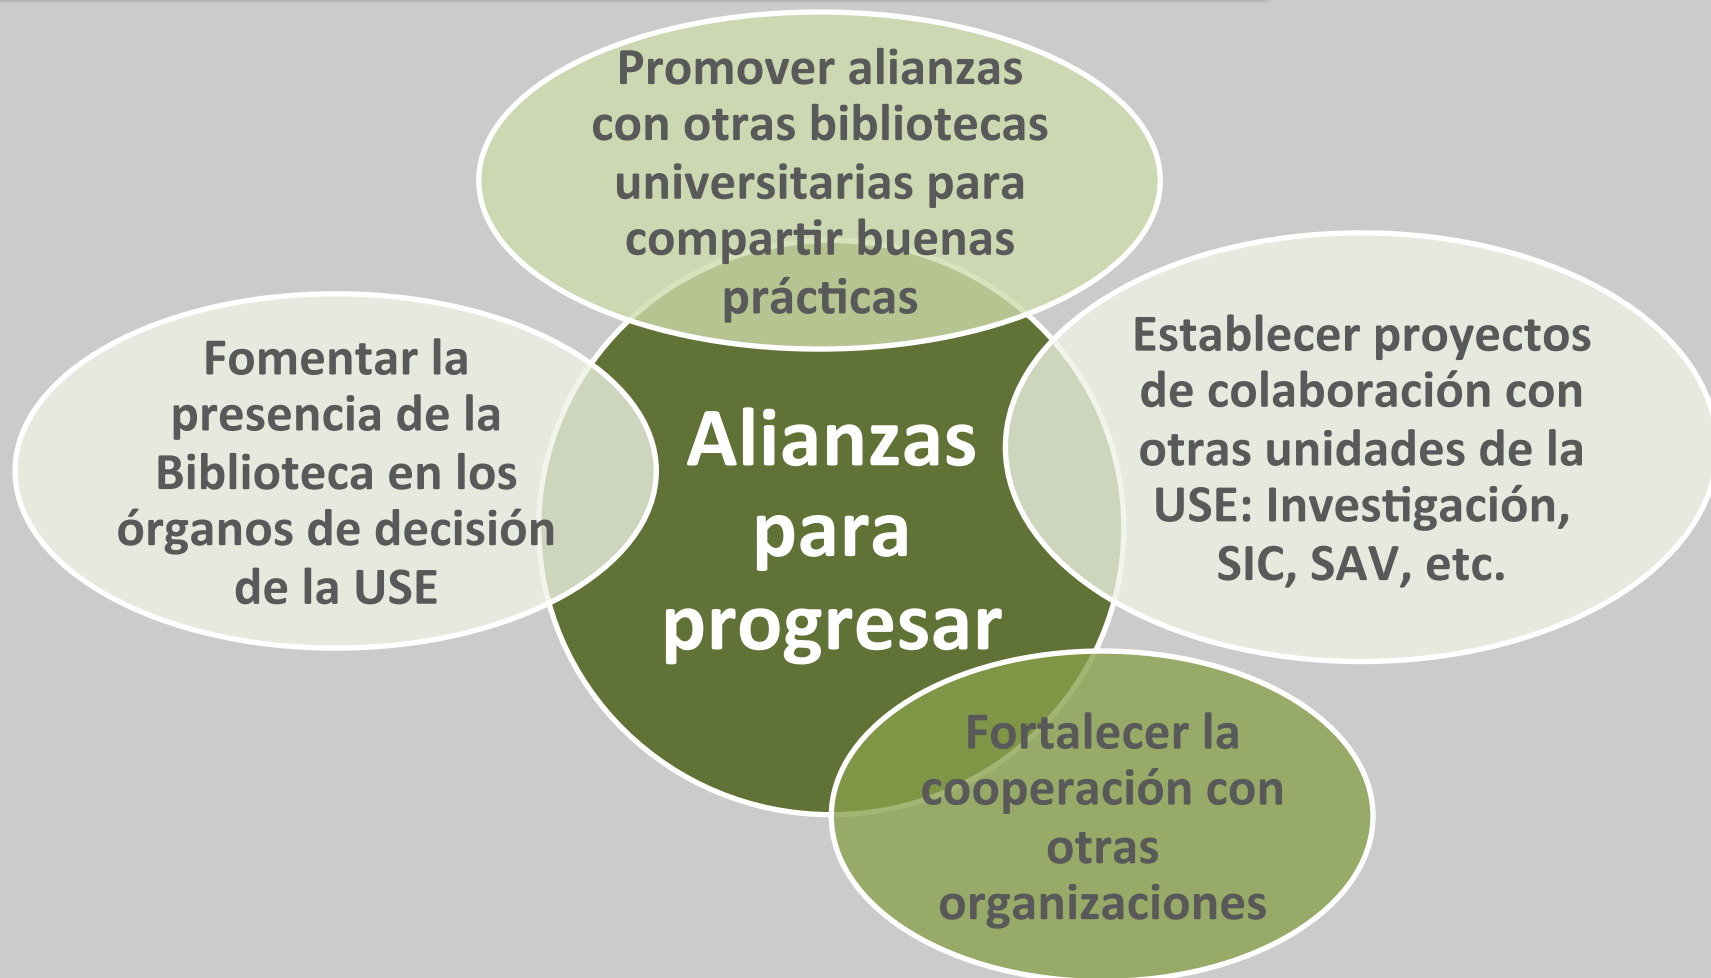 Promover alianzas
con otras bibliotecas
universitarias para
compartir buenas
prácticas
Fomentar la
presencia de la
Biblioteca en los
órganos de decisión
de la USE
Alianzas
para
progresar
Establecer proyectos
de colaboración con
otras unidades de la
USE: Investigación,
SIC, SAV, etc.
Fortalecer la
cooperación con
otras
organizaciones